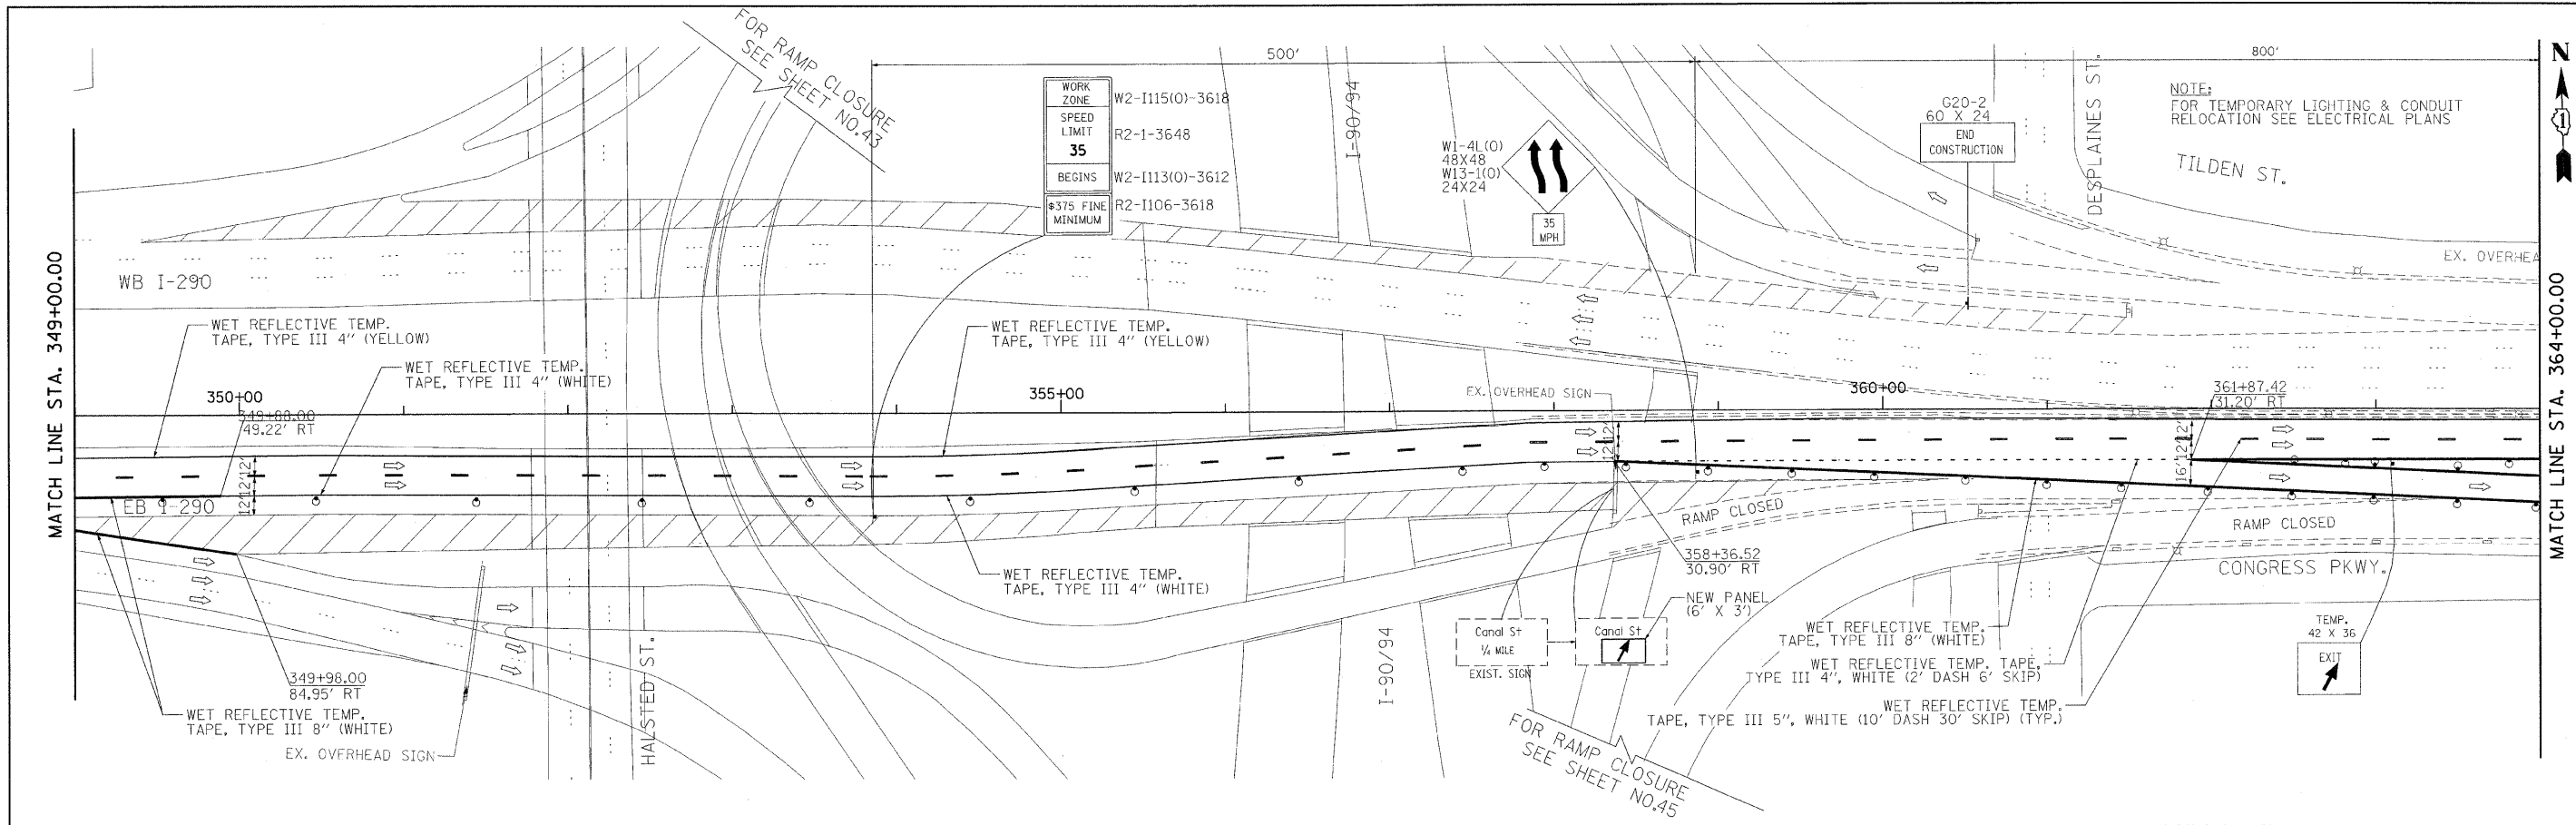 FOR RAMP CLOSURE
SEE SHEET NO.43
500'
800'
N
1
WORK
ZONE
W2-I115(O)-3618
SPEED
LIMIT
35
R2-1-3648
BEGINS
W2-I113(O)-3612
$375 FINE
MINIMUM
R2-I106-3618
I-90/94
W1-4L(O)
48X48
W13-1(O)
24X24
35
MPH
G20-2
60 X 24
END
CONSTRUCTION
DESPLAINES ST.
NOTE:
FOR TEMPORARY LIGHTING & CONDUIT
RELOCATION SEE ELECTRICAL PLANS
TILDEN ST.
EX. OVERHEA
MATCH LINE STA. 349+00.00
MATCH LINE STA. 364+00.00
WB I-290
WET REFLECTIVE TEMP.
TAPE, TYPE III 4" (YELLOW)
WET REFLECTIVE TEMP.
TAPE, TYPE III 4" (WHITE)
WET REFLECTIVE TEMP.
TAPE, TYPE III 4" (YELLOW)
350+00
355+00
360+00
349+88.00
49.22' RT
EX. OVERHEAD SIGN
361+87.42
31.20' RT
12'12'12'
12'12'
16'12'12'
EB I-290
RAMP CLOSED
RAMP CLOSED
358+36.52
30.90' RT
CONGRESS PKWY.
WET REFLECTIVE TEMP.
TAPE, TYPE III 4" (WHITE)
NEW PANEL
(6' X 3')
Canal St
1/4 MILE
EXIST. SIGN
Canal St
WET REFLECTIVE TEMP.
TAPE, TYPE III 8" (WHITE)
WET REFLECTIVE TEMP. TAPE,
TYPE III 4", WHITE (2' DASH 6' SKIP)
WET REFLECTIVE TEMP.
TAPE, TYPE III 5", WHITE (10' DASH 30' SKIP) (TYP.)
TEMP.
42 X 36
EXIT
349+98.00
84.95' RT
WET REFLECTIVE TEMP.
TAPE, TYPE III 8" (WHITE)
EX. OVERHEAD SIGN
HALSTED ST.
I-90/94
FOR RAMP CLOSURE
SEE SHEET NO.45